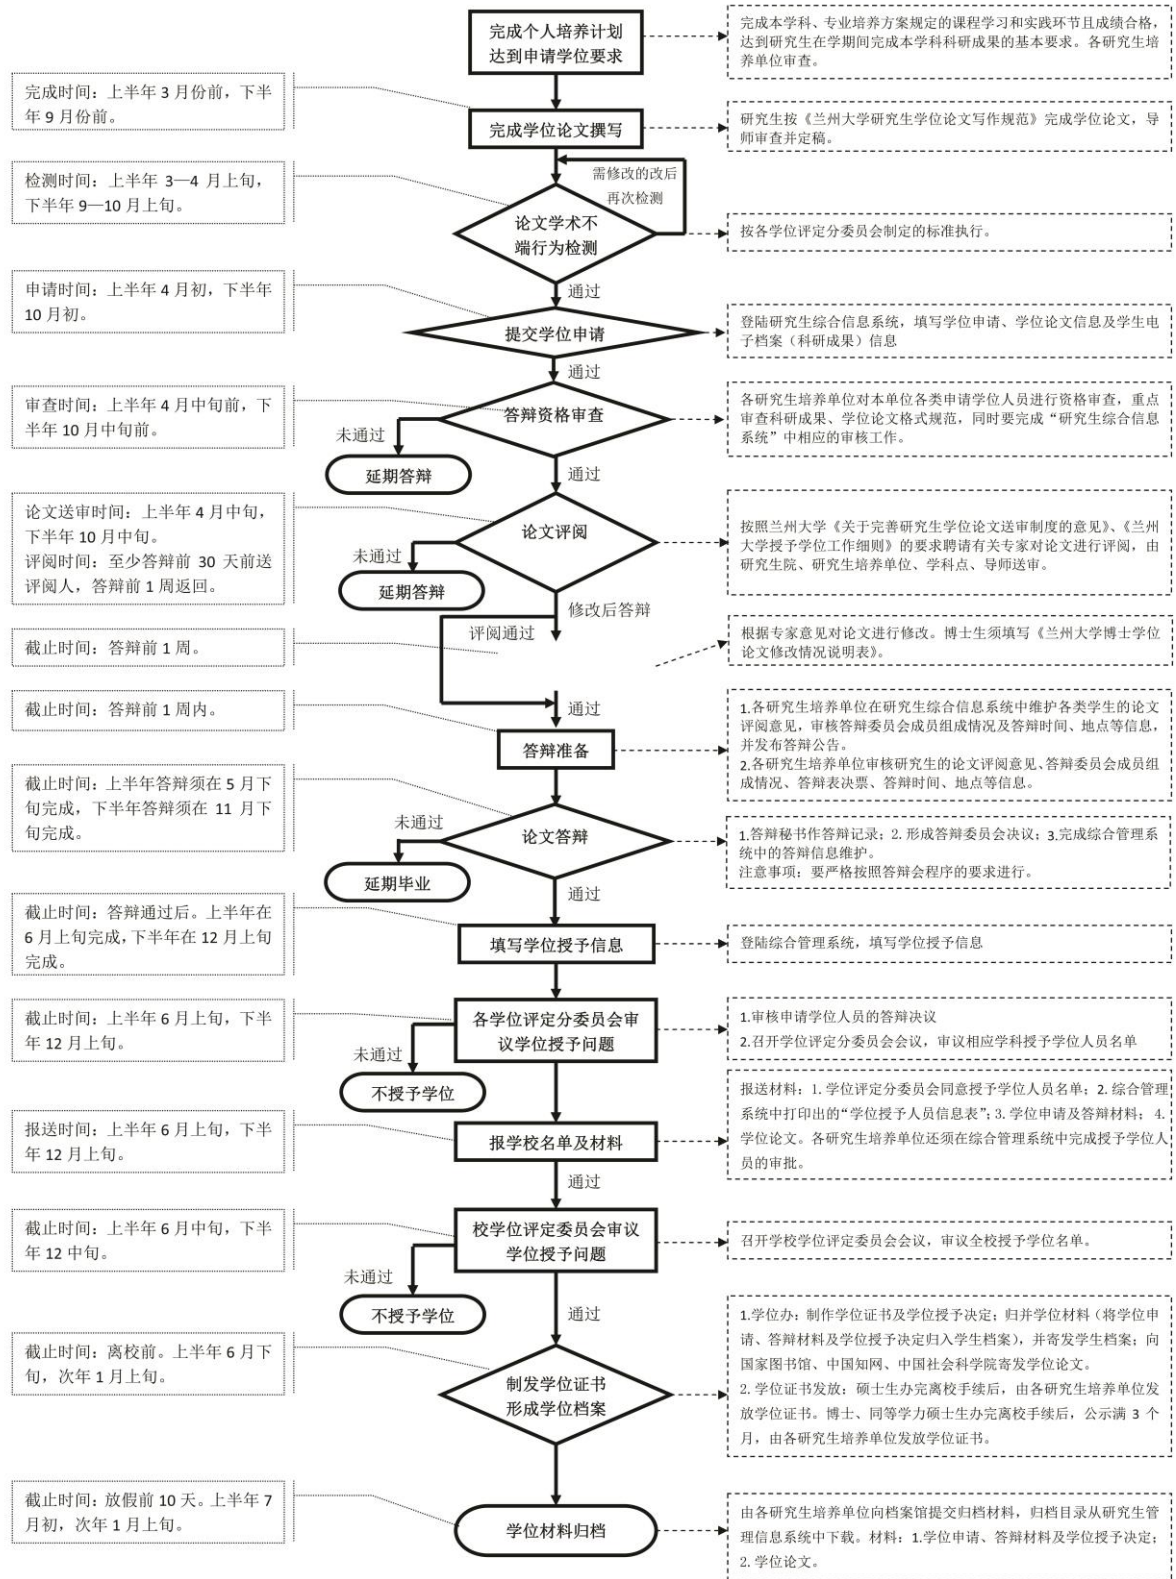 完成个人培养计划
达到申请学位要求
完成本学科、专业培养方案规定的课程学习和实践环节且成绩合格，
达到研究生在学期间完成本学科科研成果的基本要求。各研究生培
养单位审查。
完成时间：上半年 3 月份前，下半
年 9 月份前。
完成学位论文撰写
研究生按《兰州大学研究生学位论文写作规范》完成学位论文，导
师审查并定稿。
检测时间：上半年 3—4 月上旬，
下半年 9—10 月上旬。
需修改的改后
再次检测
论文学术不
端行为检测
按各学位评定分委员会制定的标准执行。
通过
申请时间：上半年 4 月初，下半年
10 月初。
提交学位申请
登陆研究生综合信息系统，填写学位申请、学位论文信息及学生电
子档案（科研成果）信息
通过
审查时间：上半年 4 月中旬前，下
半年 10 月中旬前。
答辩资格审查
各研究生培养单位对本单位各类申请学位人员进行资格审查，重点
审查科研成果、学位论文格式规范，同时要完成“研究生综合信息
系统”中相应的审核工作。
未通过
延期答辩
通过
论文送审时间：上半年 4 月中旬，
下半年 10 月中旬。
评阅时间：至少答辩前 30 天前送
评阅人，答辩前 1 周返回。
论文评阅
按照兰州大学《关于完善研究生学位论文送审制度的意见》、《兰州
大学授予学位工作细则》的要求聘请有关专家对论文进行评阅，由
研究生院、研究生培养单位、学科点、导师送审。
未通过
延期答辩
修改后答辩
评阅通过
截止时间：答辩前 1 周。
根据专家意见对论文进行修改。博士生须填写《兰州大学博士学位
论文修改情况说明表》。
截止时间：答辩前 1 周内。
通过
答辩准备
1.各研究生培养单位在研究生综合信息系统中维护各类学生的论文
评阅意见，审核答辩委员会成员组成情况及答辩时间、地点等信息，
并发布答辩公告。
2.各研究生培养单位审核研究生的论文评阅意见、答辩委员会成员组
成情况、答辩表决票、答辩时间、地点等信息。
截止时间：上半年答辩须在 5 月下
旬完成，下半年答辩须在 11 月下
旬完成。
未通过
论文答辩
延期毕业
1.答辩秘书作答辩记录；2. 形成答辩委员会决议；3.完成综合管理系
统中的答辩信息维护。
注意事项：要严格按照答辩会程序的要求进行。
通过
截止时间：答辩通过后。上半年在
6 月上旬完成，下半年在 12 月上旬
完成。
填写学位授予信息
登陆综合管理系统，填写学位授予信息
截止时间：上半年 6 月上旬，下半
年 12 月上旬。
各学位评定分委员会审
议学位授予问题
1.审核申请学位人员的答辩决议
2.召开学位评定分委员会会议，审议相应学科授予学位人员名单
未通过
不授予学位
报送时间：上半年 6 月上旬，下半
年 12 月上旬。
报学校名单及材料
报送材料：1. 学位评定分委员会同意授予学位人员名单；2. 综合管理
系统中打印出的“学位授予人员信息表”；3. 学位申请及答辩材料； 4.
学位论文。各研究生培养单位还须在综合管理系统中完成授予学位人
员的审批。
通过
截止时间：上半年 6 月中旬，下半
年 12 中旬。
校学位评定委员会审议
学位授予问题
召开学校学位评定委员会会议，审议全校授予学位名单。
未通过
不授予学位
通过
截止时间：离校前。上半年 6 月下
旬，次年 1 月上旬。
制发学位证书
形成学位档案
1.学位办：制作学位证书及学位授予决定；归并学位材料（将学位申
请、答辩材料及学位授予决定归入学生档案），并寄发学生档案；向
国家图书馆、中国知网、中国社会科学院寄发学位论文。
2. 学位证书发放：硕士生办完离校手续后，由各研究生培养单位发
放学位证书。博士、同等学力硕士生办完离校手续后，公示满 3 个
月，由各研究生培养单位发放学位证书。
截止时间：放假前 10 天。上半年 7
月初，次年 1 月上旬。
学位材料归档
由各研究生培养单位向档案馆提交归档材料，归档目录从研究生管
理信息系统中下载。材料：1.学位申请、答辩材料及学位授予决定；
2. 学位论文。